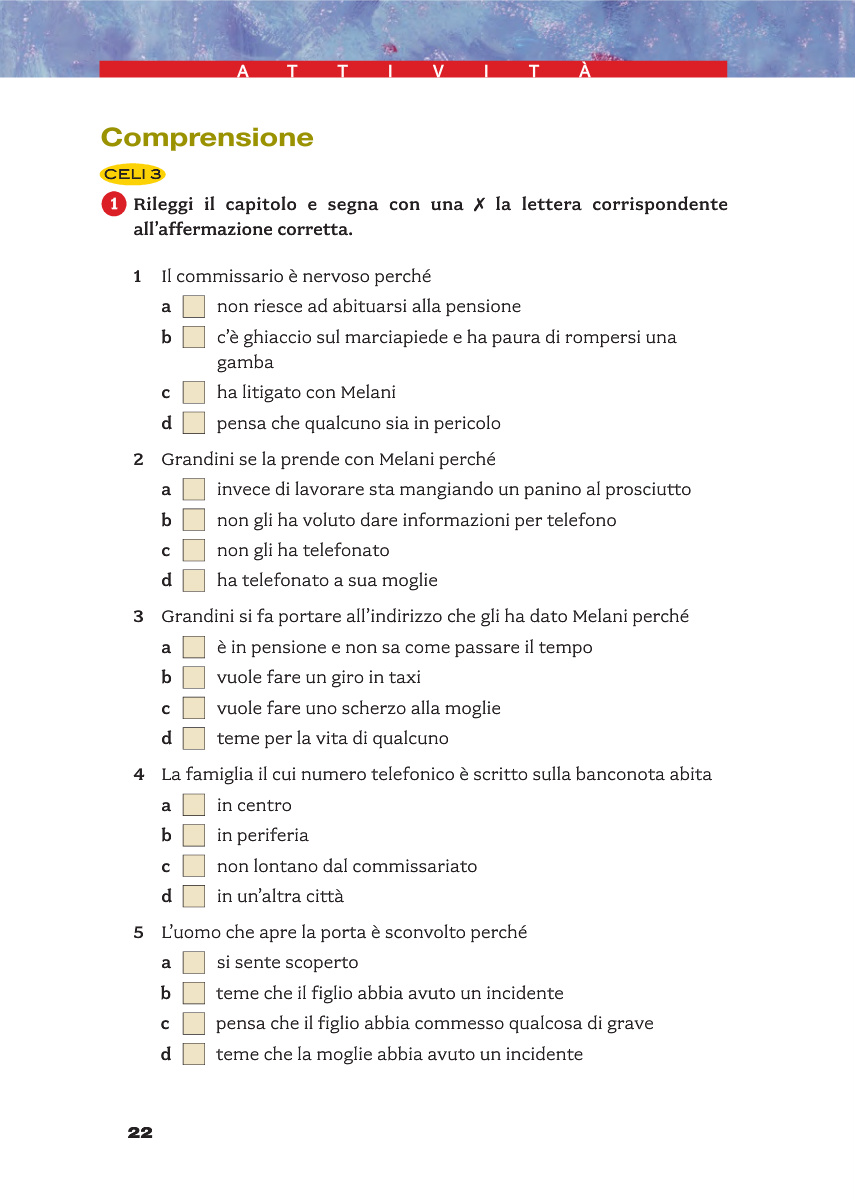 ATTIVITÀ
Comprensione
CELI 3
1 Rileggi il capitolo e segna con una ✗ la lettera corrispondente
all’affermazione corretta.
1 Il commissario è nervoso perché
a non riesce ad abituarsi alla pensione
b c’è ghiaccio sul marciapiede e ha paura di rompersi una
gamba
c ha litigato con Melani
d pensa che qualcuno sia in pericolo
2 Grandini se la prende con Melani perché
a invece di lavorare sta mangiando un panino al prosciutto
b non gli ha voluto dare informazioni per telefono
c non gli ha telefonato
d ha telefonato a sua moglie
3 Grandini si fa portare all’indirizzo che gli ha dato Melani perché
a è in pensione e non sa come passare il tempo
b vuole fare un giro in taxi
c vuole fare uno scherzo alla moglie
d teme per la vita di qualcuno
4 La famiglia il cui numero telefonico è scritto sulla banconota abita
a in centro
b in periferia
c non lontano dal commissariato
d in un’altra città
5 L’uomo che apre la porta è sconvolto perché
a si sente scoperto
b teme che il figlio abbia avuto un incidente
c pensa che il figlio abbia commesso qualcosa di grave
d teme che la moglie abbia avuto un incidente
22